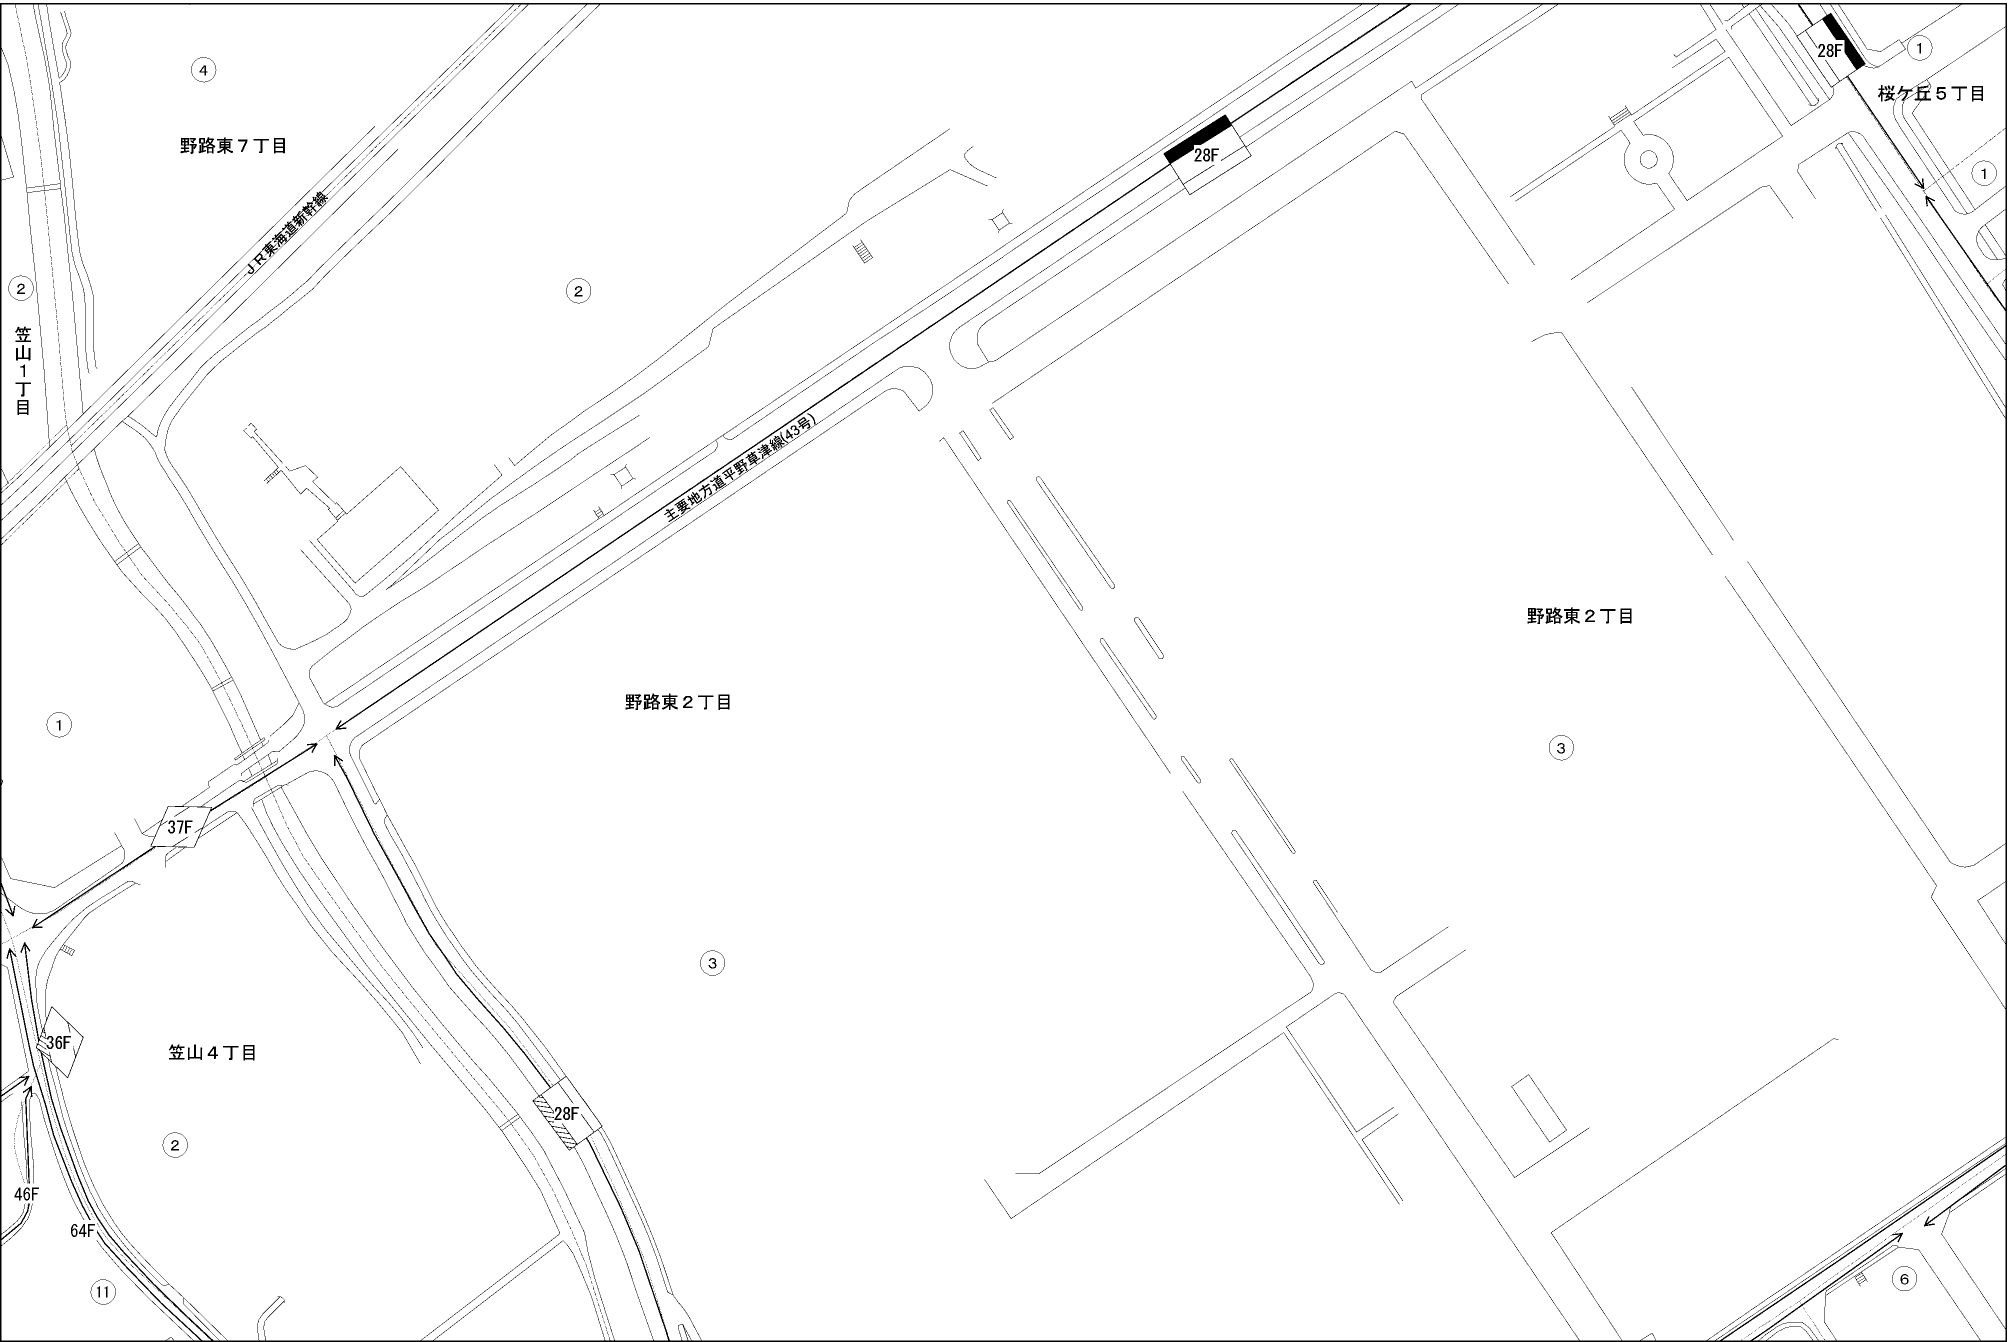 ④
28F
①
桜ケ丘５丁目
野路東７丁目
28F
①
ＪＲ東海道新幹線
②
②
笠山１丁目
主要地方道平野草津線(43号)
野路東２丁目
野路東２丁目
①
③
37F
③
36F
笠山４丁目
28F
②
46F
64F
⑥
⑪